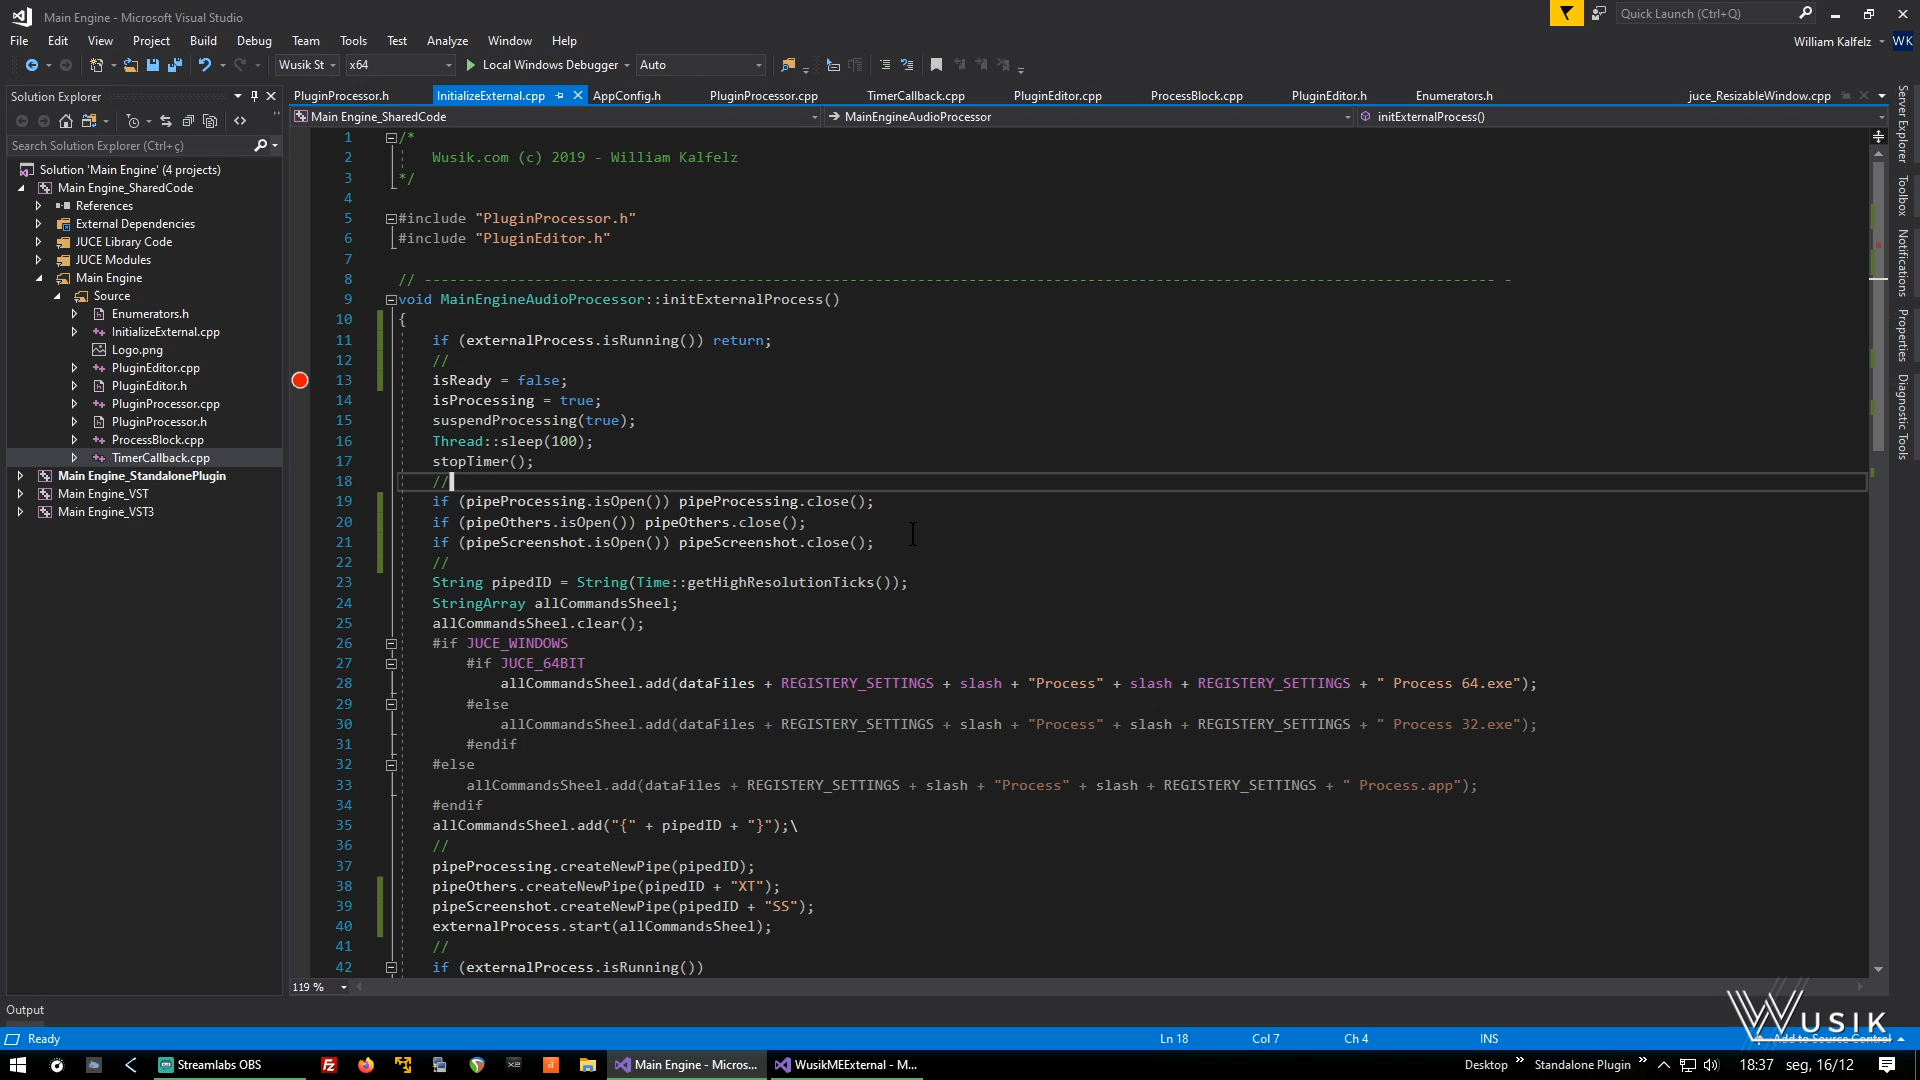 Main Engine - Microsoft Visual Studio
Quick Launch (Ctrl+Q)
File Edit View Project Build Debug Team Tools Test Analyze Window Help
William Kalfelz WK
Wusik St x64 Local Windows Debugger Auto
Solution Explorer
PluginProcessor.h InitializeExternal.cpp AppConfig.h PluginProcessor.cpp TimerCallback.cpp PluginEditor.cpp ProcessBlock.cpp PluginEditor.h Enumerators.h juce_ResizableWindow.cpp
Main Engine_SharedCode MainEngineAudioProcessor initExternalProcess()
Search Solution Explorer (Ctrl+ç)
Solution 'Main Engine' (4 projects)
Main Engine_SharedCode
References
External Dependencies
JUCE Library Code
JUCE Modules
Main Engine
Source
Enumerators.h
InitializeExternal.cpp
Logo.png
PluginEditor.cpp
PluginEditor.h
PluginProcessor.cpp
PluginProcessor.h
ProcessBlock.cpp
TimerCallback.cpp
Main Engine_StandalonePlugin
Main Engine_VST
Main Engine_VST3
1 /*
2 Wusik.com (c) 2019 - William Kalfelz
3 */
4
5 #include "PluginProcessor.h"
6 #include "PluginEditor.h"
7
8 // ------------------------------------------------------------------------------------------------------------------------------ -
9 void MainEngineAudioProcessor::initExternalProcess()
10 {
11 if (externalProcess.isRunning()) return;
12 //
13 isReady = false;
14 isProcessing = true;
15 suspendProcessing(true);
16 Thread::sleep(100);
17 stopTimer();
18 //
19 if (pipeProcessing.isOpen()) pipeProcessing.close();
20 if (pipeOthers.isOpen()) pipeOthers.close();
21 if (pipeScreenshot.isOpen()) pipeScreenshot.close();
22 //
23 String pipedID = String(Time::getHighResolutionTicks());
24 StringArray allCommandsSheel;
25 allCommandsSheel.clear();
26 #if JUCE_WINDOWS
27 #if JUCE_64BIT
28 allCommandsSheel.add(dataFiles + REGISTERY_SETTINGS + slash + "Process" + slash + REGISTERY_SETTINGS + " Process 64.exe");
29 #else
30 allCommandsSheel.add(dataFiles + REGISTERY_SETTINGS + slash + "Process" + slash + REGISTERY_SETTINGS + " Process 32.exe");
31 #endif
32 #else
33 allCommandsSheel.add(dataFiles + REGISTERY_SETTINGS + slash + "Process" + slash + REGISTERY_SETTINGS + " Process.app");
34 #endif
35 allCommandsSheel.add("{" + pipedID + "}");\
36 //
37 pipeProcessing.createNewPipe(pipedID);
38 pipeOthers.createNewPipe(pipedID + "XT");
39 pipeScreenshot.createNewPipe(pipedID + "SS");
40 externalProcess.start(allCommandsSheel);
41 //
42 if (externalProcess.isRunning())
119 %
Server Explorer
Toolbox
Notifications
Properties
Diagnostic Tools
Output
WUSIK
Ready Ln 18 Col 7 Ch 4 INS Add to Source Control
Streamlabs OBS Main Engine - Micros... WusikMEExternal - M... Desktop Standalone Plugin 18:37 seg, 16/12